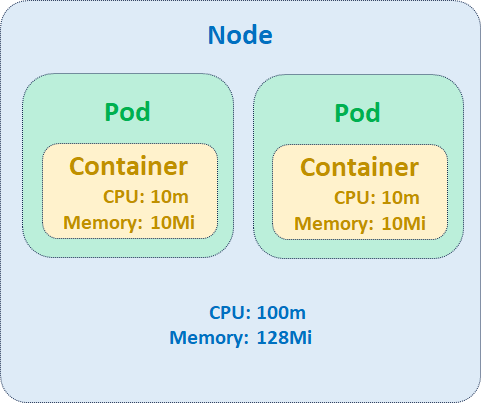 Node
Pod
Container
CPU: 10m
Memory: 10Mi
Pod
Container
CPU: 10m
Memory: 10Mi
CPU: 100m
Memory: 128Mi